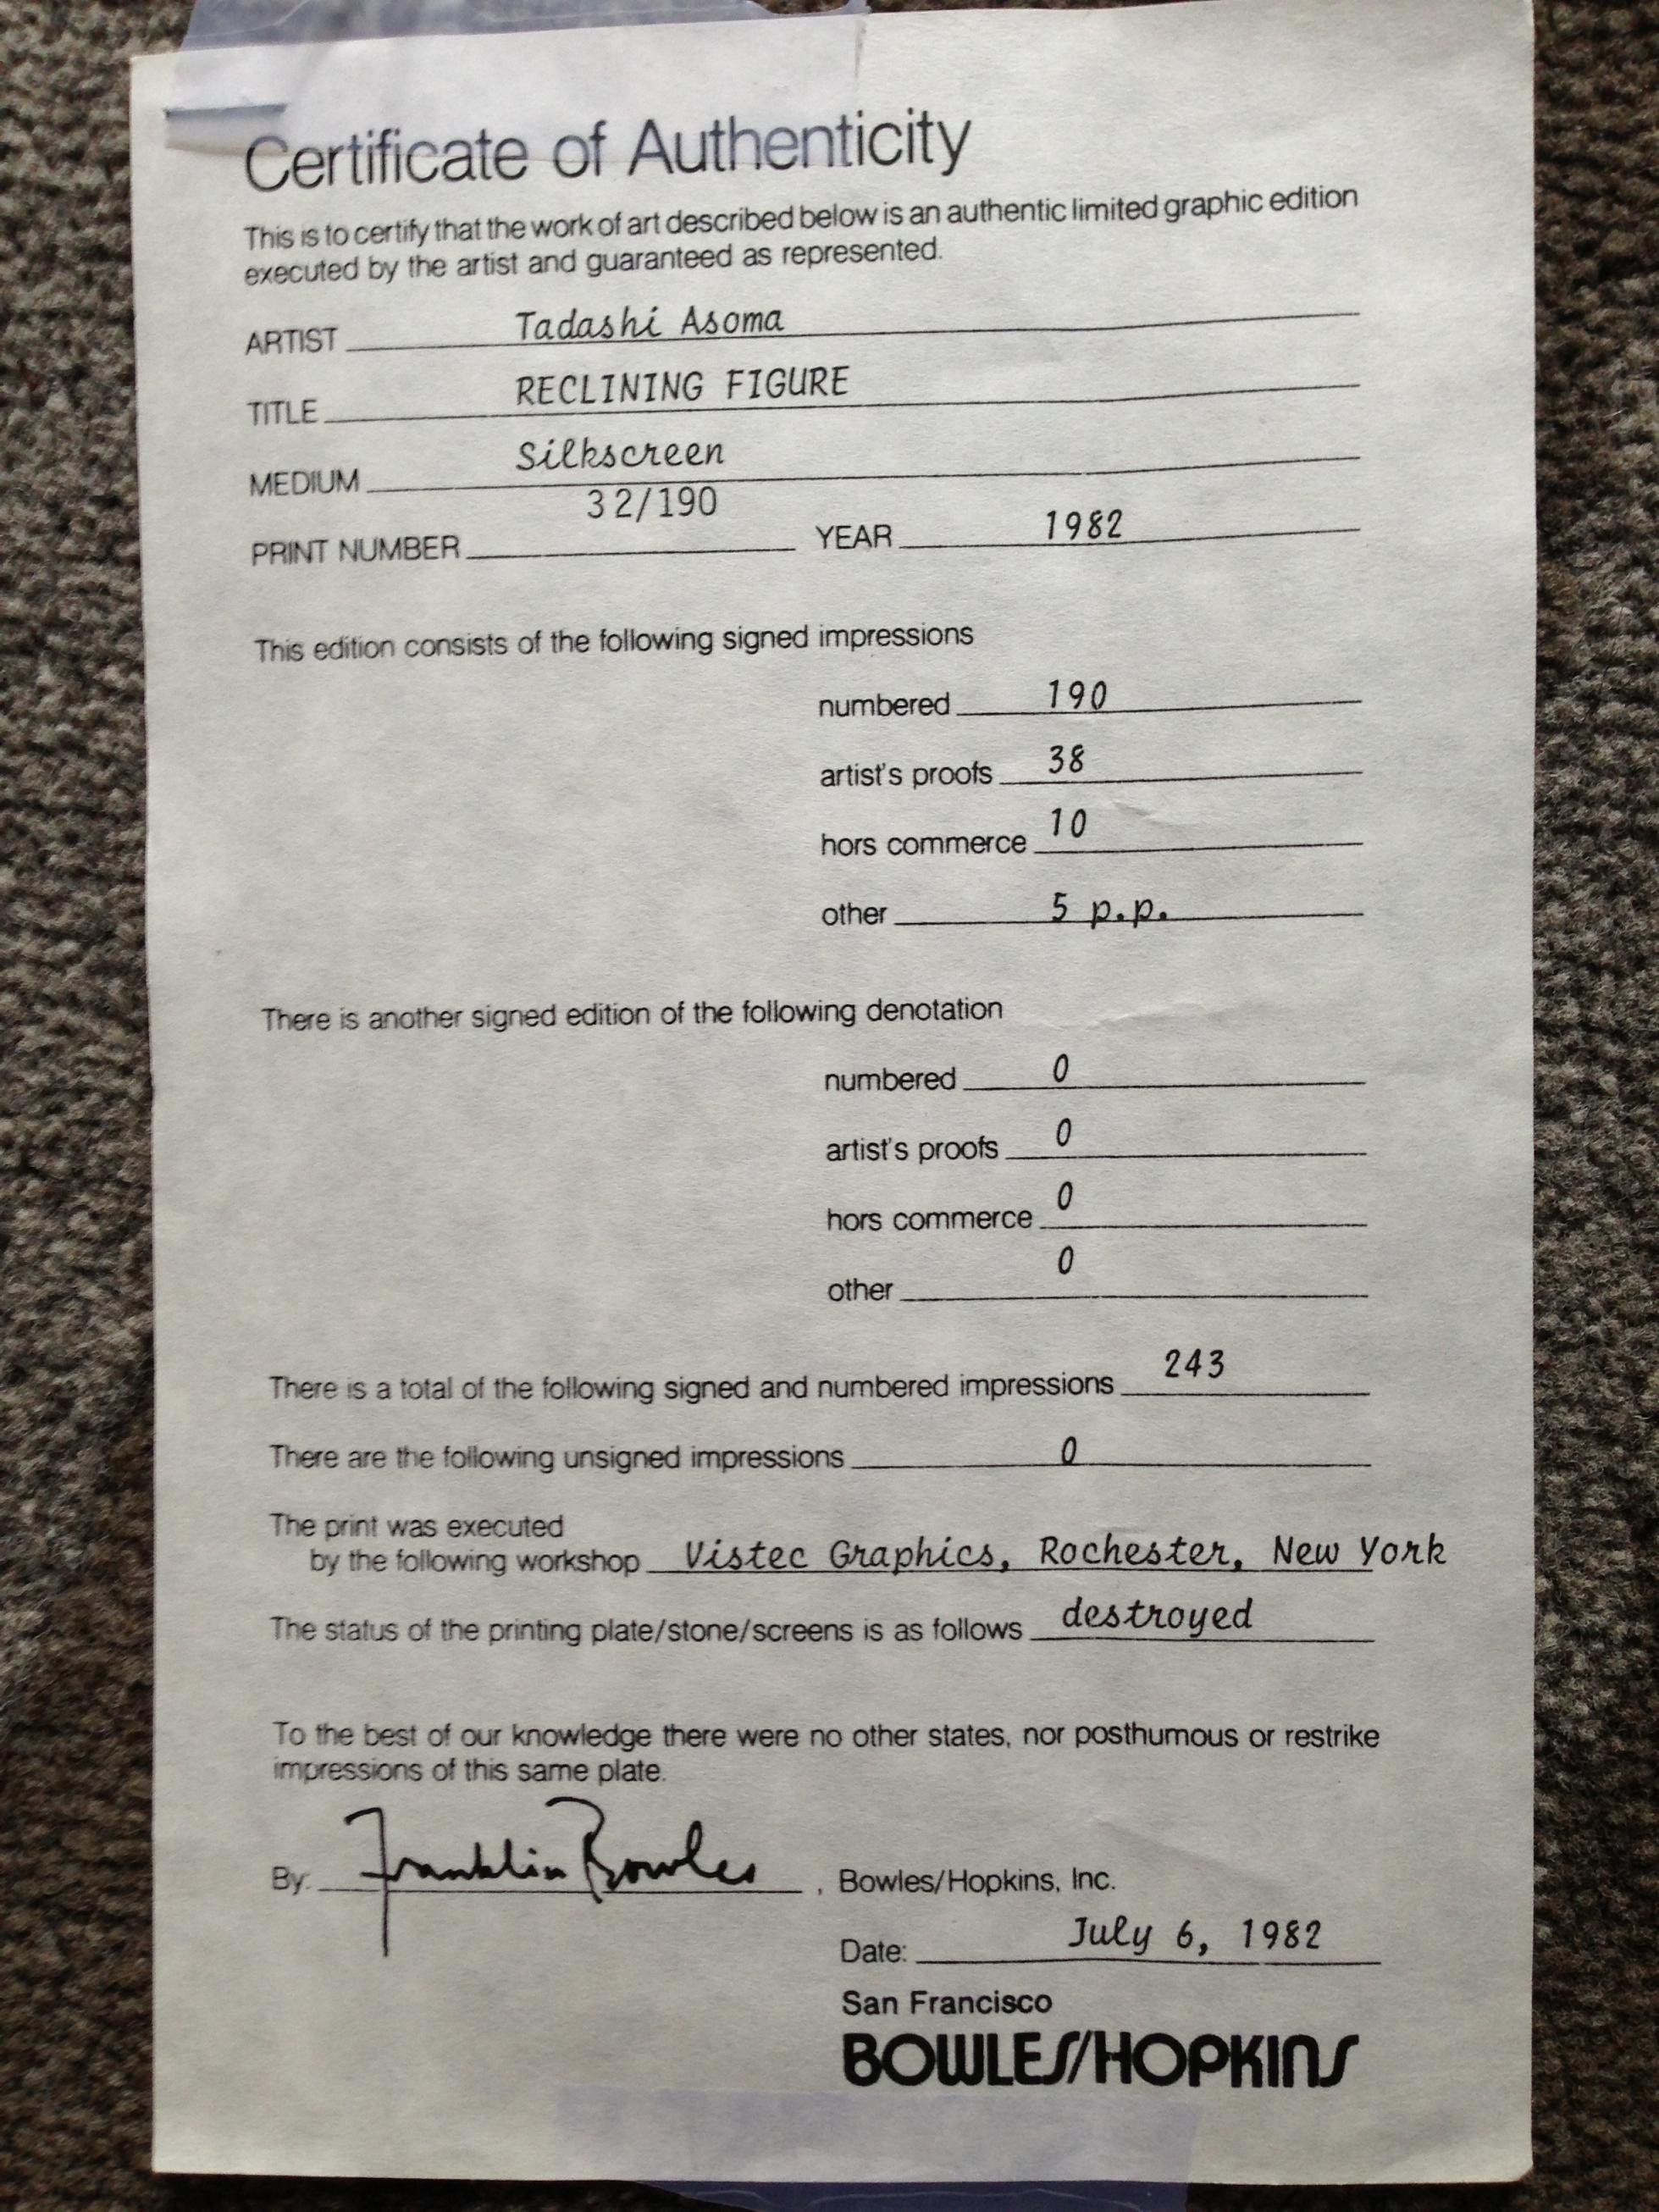 Certificate of Authenticity
This is to certify that the work of art described below is an authentic limited graphic edition
executed by the artist and guaranteed as represented.
ARTIST Tadashi Asoma
TITLE RECLINING FIGURE
MEDIUM Silkscreen
PRINT NUMBER 32/190 YEAR 1982
This edition consists of the following signed impressions
numbered 190
artist's proofs 38
hors commerce 10
other 5 p.p.
There is another signed edition of the following denotation
numbered 0
artist's proofs 0
hors commerce 0
other 0
There is a total of the following signed and numbered impressions 243
There are the following unsigned impressions 0
The print was executed
by the following workshop Vistec Graphics, Rochester, New York
The status of the printing plate/stone/screens is as follows destroyed
To the best of our knowledge there were no other states, nor posthumous or restrike
impressions of this same plate.
By: Franklin Bowles, Bowles/Hopkins, Inc.
Date: July 6, 1982
San Francisco
BOWLES/HOPKINS